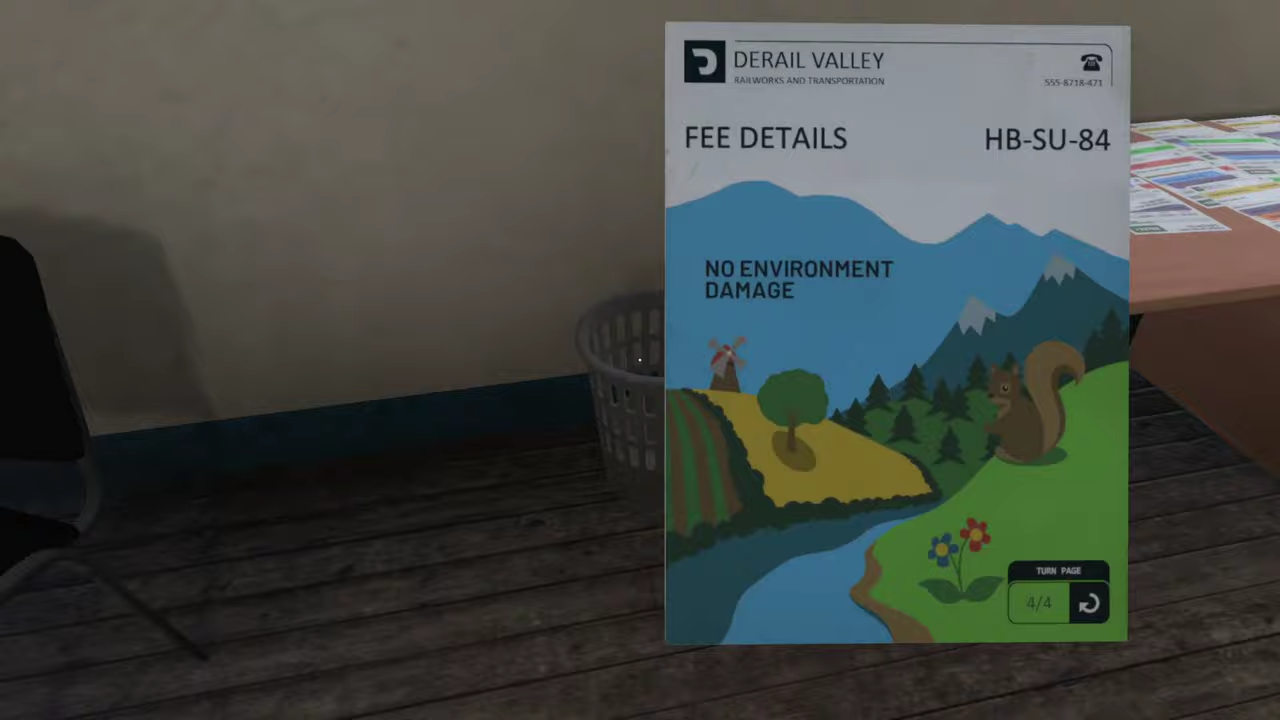 DERAIL VALLEY
RAILWORKS AND TRANSPORTATION
555-8718-471
FEE DETAILS
HB-SU-84
NO ENVIRONMENT
DAMAGE
TURN PAGE
4/4